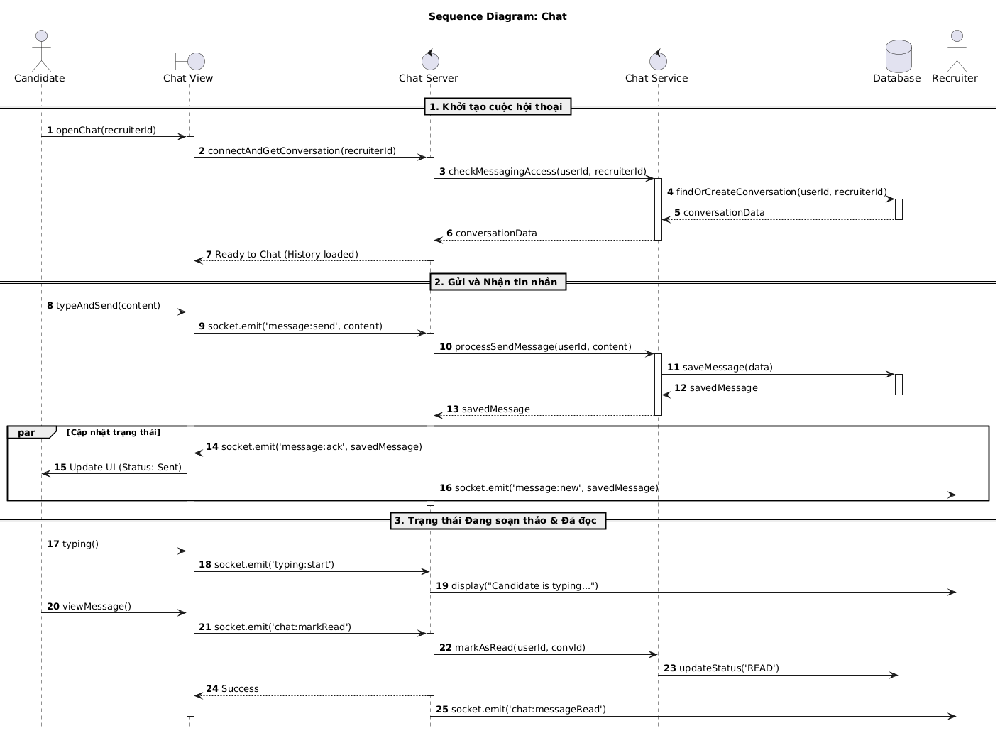 Sequence Diagram: Chat
Candidate
Chat View
Chat Server
Chat Service
Database
Recruiter
1. Khởi tạo cuộc hội thoại
1 openChat(recruiterId)
2 connectAndGetConversation(recruiterId)
3 checkMessagingAccess(userId, recruiterId)
4 findOrCreateConversation(userId, recruiterId)
5 conversationData
6 conversationData
7 Ready to Chat (History loaded)
2. Gửi và Nhận tin nhắn
8 typeAndSend(content)
9 socket.emit('message:send', content)
10 processSendMessage(userId, content)
11 saveMessage(data)
12 savedMessage
13 savedMessage
par [Cập nhật trạng thái]
14 socket.emit('message:ack', savedMessage)
15 Update UI (Status: Sent)
16 socket.emit('message:new', savedMessage)
3. Trạng thái Đang soạn thảo & Đã đọc
17 typing()
18 socket.emit('typing:start')
19 display("Candidate is typing...")
20 viewMessage()
21 socket.emit('chat:markRead')
22 markAsRead(userId, convId)
23 updateStatus('READ')
24 Success
25 socket.emit('chat:messageRead')